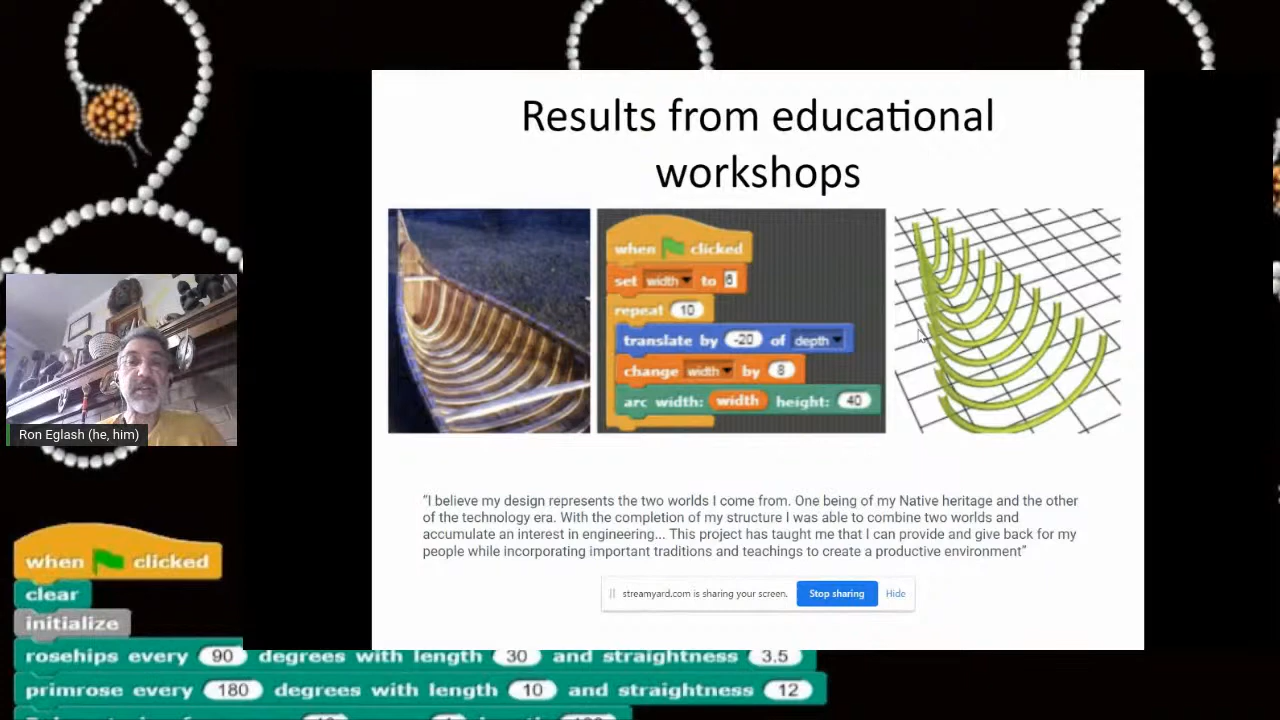 Results from educational
workshops
when clicked
set width to
repeat 10
translate by -20 of depth
change width by 8
arc width: width height: 40
Ron Eglash (he, him)
“I believe my design represents the two worlds I come from. One being of my Native heritage and the other
of the technology era. With the completion of my structure I was able to combine two worlds and
accumulate an interest in engineering... This project has taught me that I can provide and give back for my
people while incorporating important traditions and teachings to create a productive environment”
streamyard.com is sharing your screen. Stop sharing Hide
when clicked
clear
initialize
rosehips every 90 degrees with length 30 and straightness 3.5
primrose every 180 degrees with length 10 and straightness 12